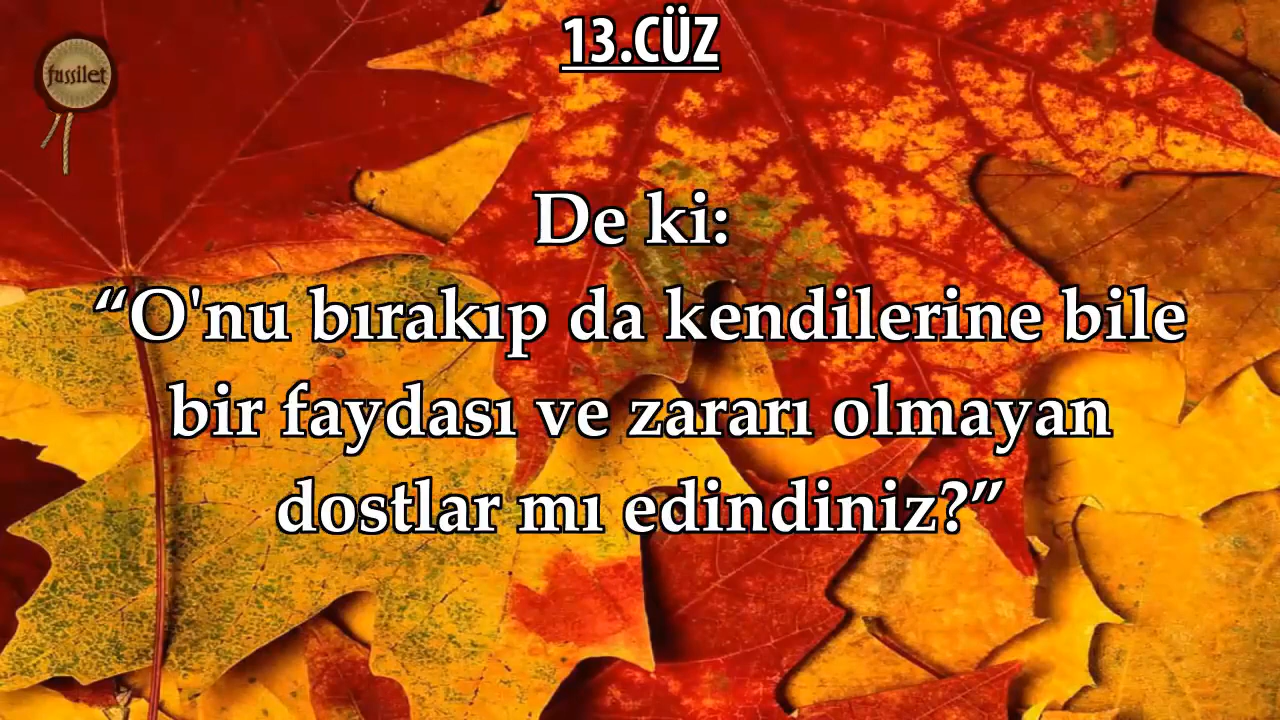 13.CÜZ
fussilet
De ki:
“O'nu bırakıp da kendilerine bile
bir faydası ve zararı olmayan
dostlar mı edindiniz?”